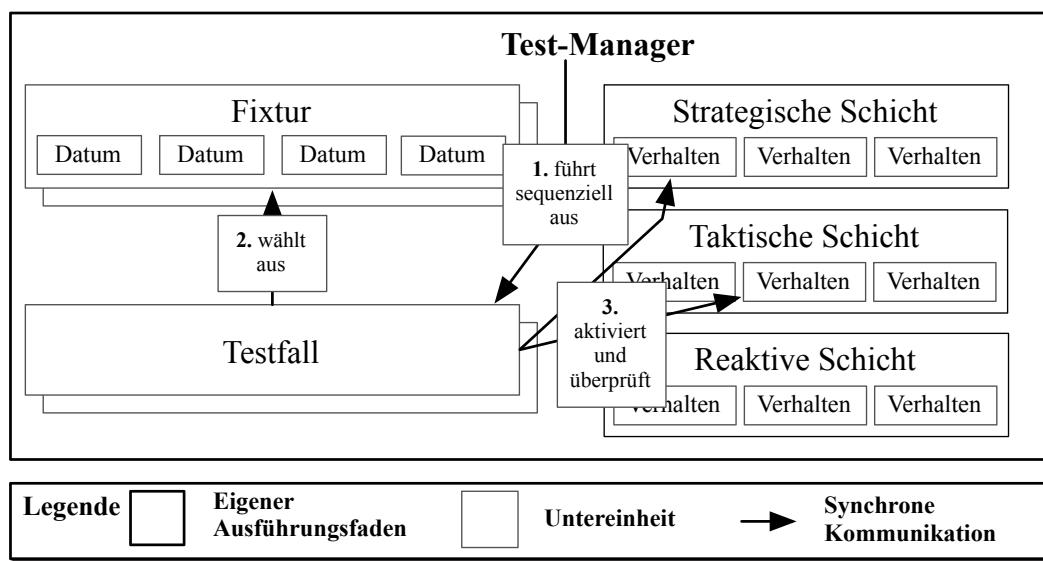 Test-Manager
Fixtur
Datum
Datum
Datum
Datum
1. führt
sequenziell
aus
2. wählt
aus
Testfall
Strategische Schicht
Verhalten
Verhalten
Verhalten
Taktische Schicht
Verhalten
Verhalten
Verhalten
3.
aktiviert
und
überprüft
Reaktive Schicht
Verhalten
Verhalten
Verhalten
Legende
Eigener
Ausführungsfaden
Untereinheit
Synchrone
Kommunikation